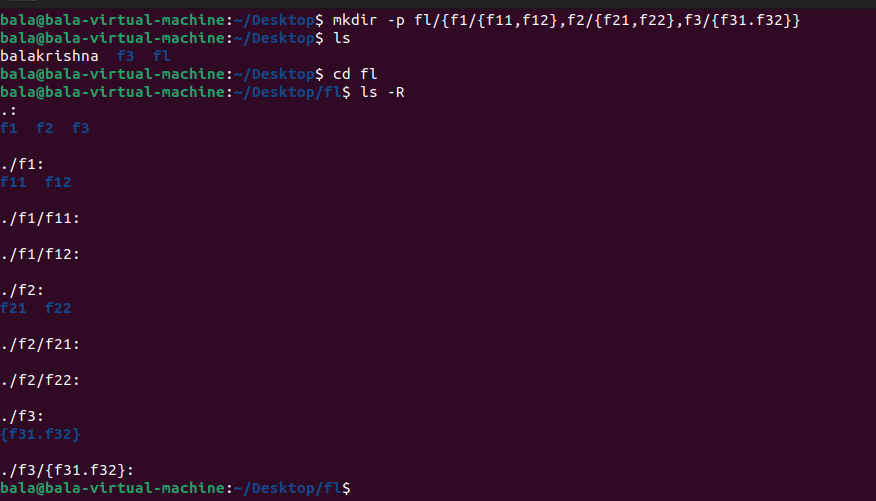 bala@bala-virtual-machine:~/Desktop$ mkdir -p fl/{f1/{f11,f12},f2/{f21,f22},f3/{f31.f32}}
bala@bala-virtual-machine:~/Desktop$ ls
balakrishna  f3  fl
bala@bala-virtual-machine:~/Desktop$ cd fl
bala@bala-virtual-machine:~/Desktop/fl$ ls -R
.:
f1  f2  f3
./f1:
f11  f12
./f1/f11:
./f1/f12:
./f2:
f21  f22
./f2/f21:
./f2/f22:
./f3:
{f31.f32}
./f3/{f31.f32}:
bala@bala-virtual-machine:~/Desktop/fl$